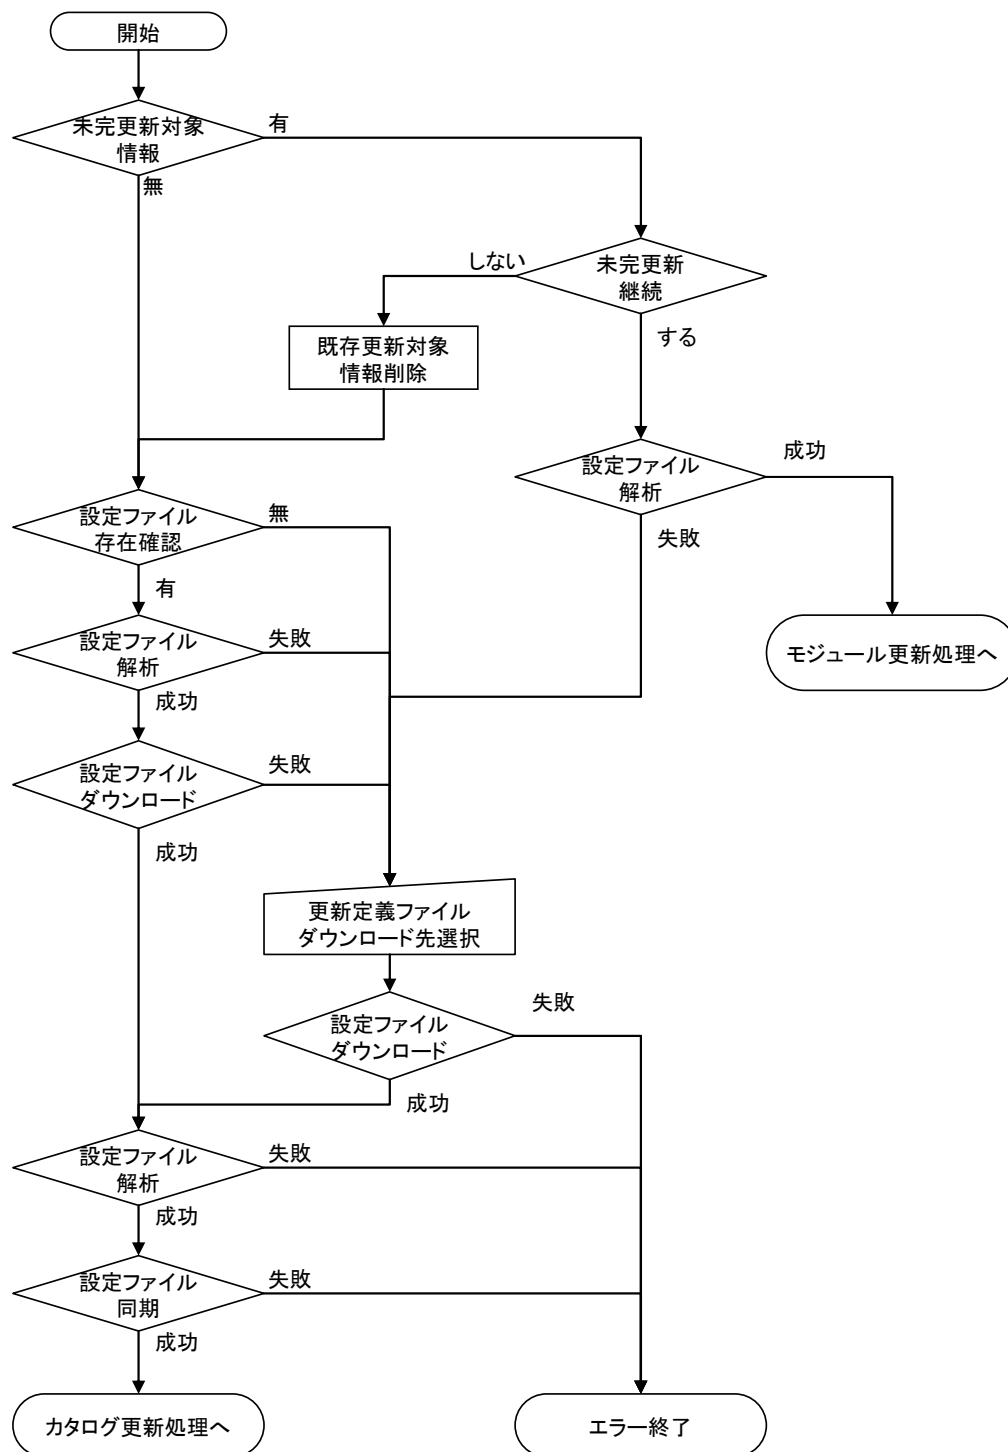 開始
未完更新対象
情報
有
無
しない
未完更新
継続
する
既存更新対象
情報削除
設定ファイル
解析
成功
失敗
設定ファイル
存在確認
無
有
設定ファイル
解析
失敗
成功
モジュール更新処理へ
設定ファイル
ダウンロード
失敗
成功
更新定義ファイル
ダウンロード先選択
設定ファイル
ダウンロード
失敗
成功
設定ファイル
解析
失敗
成功
設定ファイル
同期
失敗
成功
カタログ更新処理へ
エラー終了